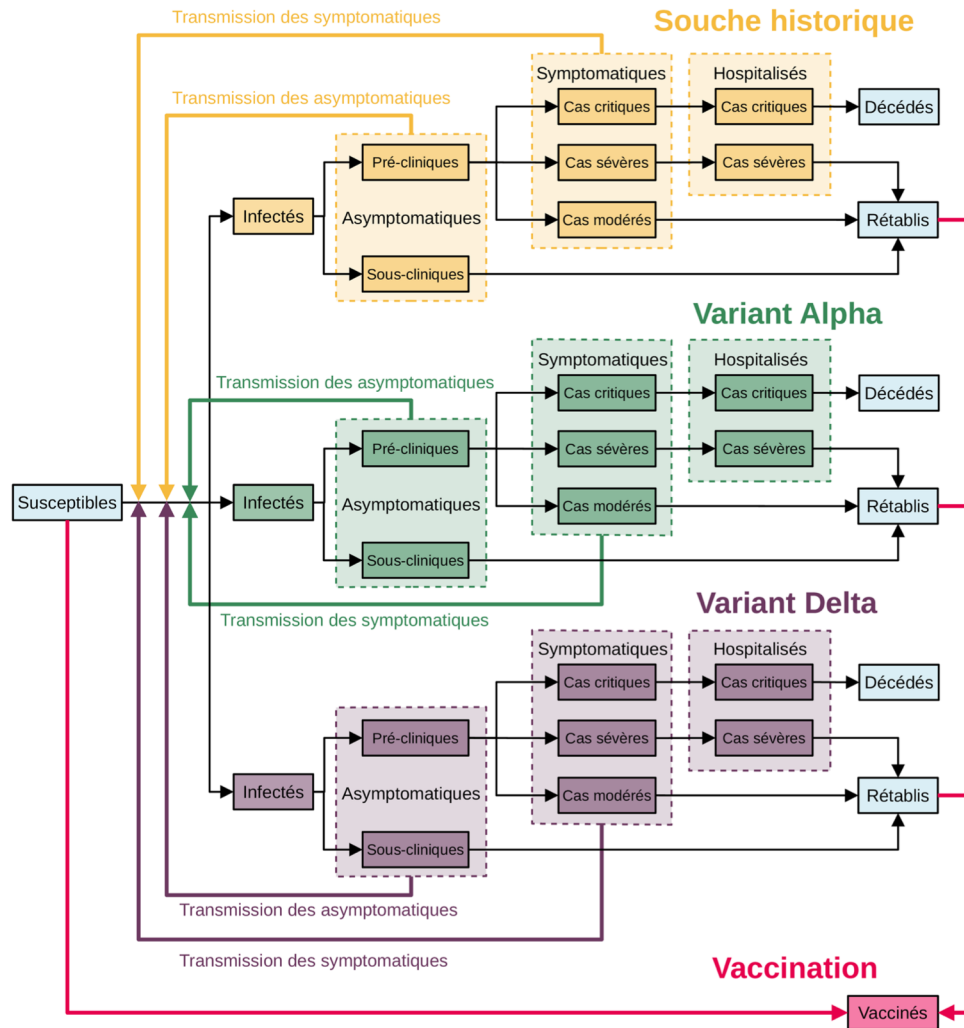 Transmission des symptomatiques
Souche historique
Transmission des asymptomatiques
Symptomatiques
Hospitalisés
Cas critiques
Cas critiques
Décédés
Pré-cliniques
Cas sévères
Cas sévères
Infectés
Asymptomatiques
Cas modérés
Rétablis
Sous-cliniques
Variant Alpha
Transmission des asymptomatiques
Symptomatiques
Hospitalisés
Cas critiques
Cas critiques
Décédés
Pré-cliniques
Cas sévères
Cas sévères
Susceptibles
Infectés
Asymptomatiques
Cas modérés
Rétablis
Sous-cliniques
Transmission des symptomatiques
Variant Delta
Symptomatiques
Hospitalisés
Cas critiques
Cas critiques
Décédés
Pré-cliniques
Cas sévères
Cas sévères
Infectés
Asymptomatiques
Cas modérés
Rétablis
Sous-cliniques
Transmission des asymptomatiques
Transmission des symptomatiques
Vaccination
Vaccinés